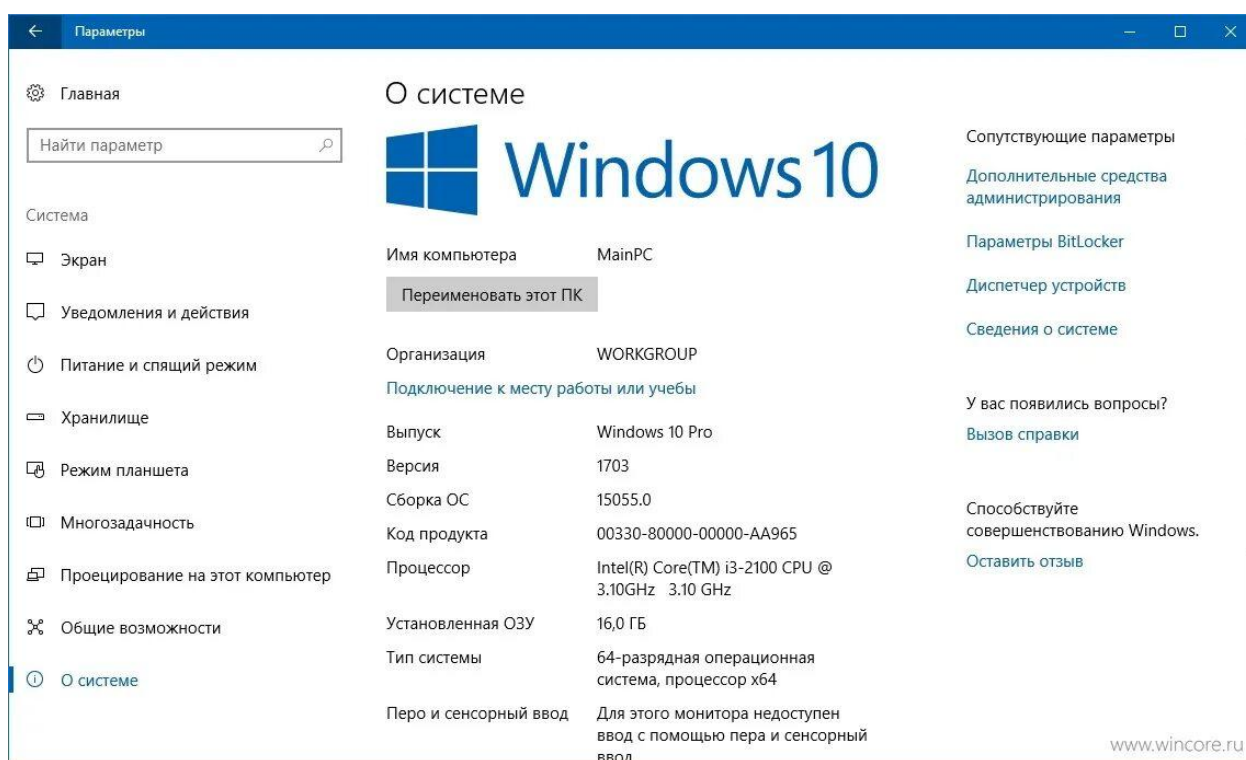 Параметры
Главная
Найти параметр
Система
Экран
Уведомления и действия
Питание и спящий режим
Хранилище
Режим планшета
Многозадачность
Проецирование на этот компьютер
Общие возможности
О системе
О системе
Windows 10
Имя компьютера MainPC
Переименовать этот ПК
Организация WORKGROUP
Подключение к месту работы или учебы
Выпуск Windows 10 Pro
Версия 1703
Сборка ОС 15055.0
Код продукта 00330-80000-00000-AA965
Процессор Intel(R) Core(TM) i3-2100 CPU @
3.10GHz 3.10 GHz
Установленная ОЗУ 16,0 ГБ
Тип системы 64-разрядная операционная
система, процессор x64
Перо и сенсорный ввод Для этого монитора недоступен
ввод с помощью пера и сенсорный
ввод
Сопутствующие параметры
Дополнительные средства
администрирования
Параметры BitLocker
Диспетчер устройств
Сведения о системе
У вас появились вопросы?
Вызов справки
Способствуйте
совершенствованию Windows.
Оставить отзыв
www.wincore.ru